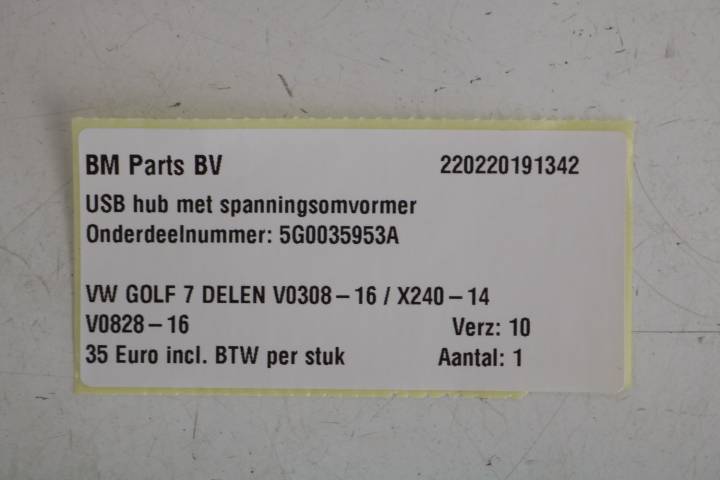 BM Parts BV 220220191342
USB hub met spanningsomvormer
Onderdeelnummer: 5G0035953A
VW GOLF 7 DELEN V0308-16 / X240-14
V0828-16 Verz: 10
35 Euro incl. BTW per stuk Aantal: 1